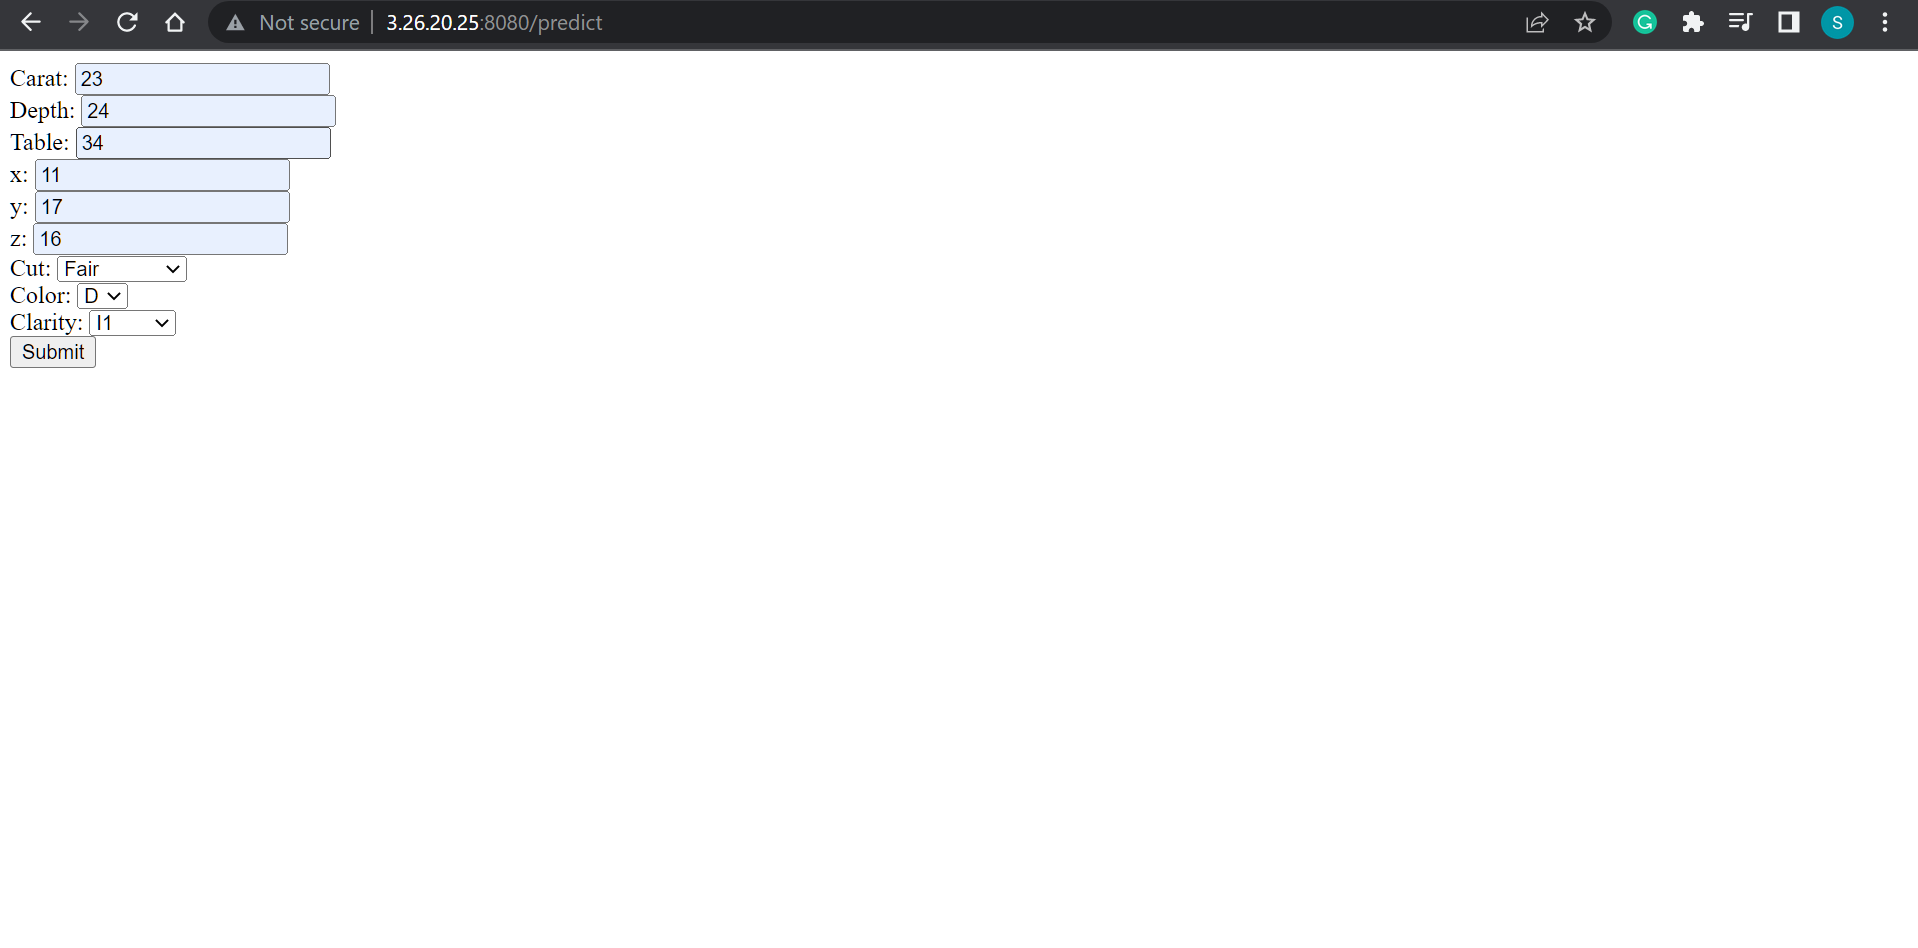 Not secure | 3.26.20.25:8080/predict
S
Carat: 23
Depth: 24
Table: 34
x: 11
y: 17
z: 16
Cut: Fair
Color: D
Clarity: I1
Submit